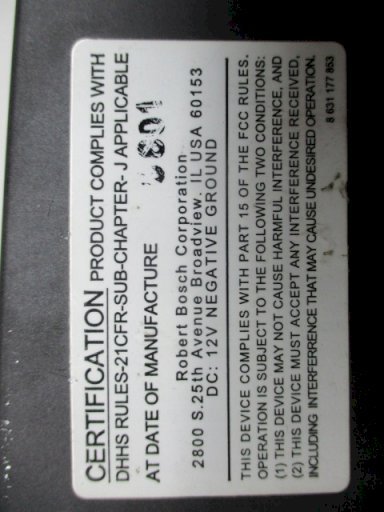 CERTIFICATION PRODUCT COMPLIES WITH
DHHS RULES-21CFR-SUB-CHAPTER-J APPLICABLE
AT DATE OF MANUFACTURE
Robert Bosch Corporation
2800 S.25th Avenue Broadview. IL USA 60153
DC: 12V NEGATIVE GROUND
THIS DEVICE COMPLIES WITH PART 15 OF THE FCC RULES.
OPERATION IS SUBJECT TO THE FOLLOWING TWO CONDITIONS:
(1) THIS DEVICE MAY NOT CAUSE HARMFUL INTERFERENCE, AND
(2) THIS DEVICE MUST ACCEPT ANY INTERFERENCE RECEIVED,
INCLUDING INTERFERRENCE THAT MAY CAUSE UNDESIRED OPERATION.
8 631 177 853